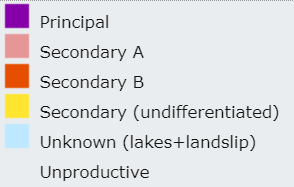 Principal
Secondary A
Secondary B
Secondary (undifferentiated)
Unknown (lakes+landslip)
Unproductive